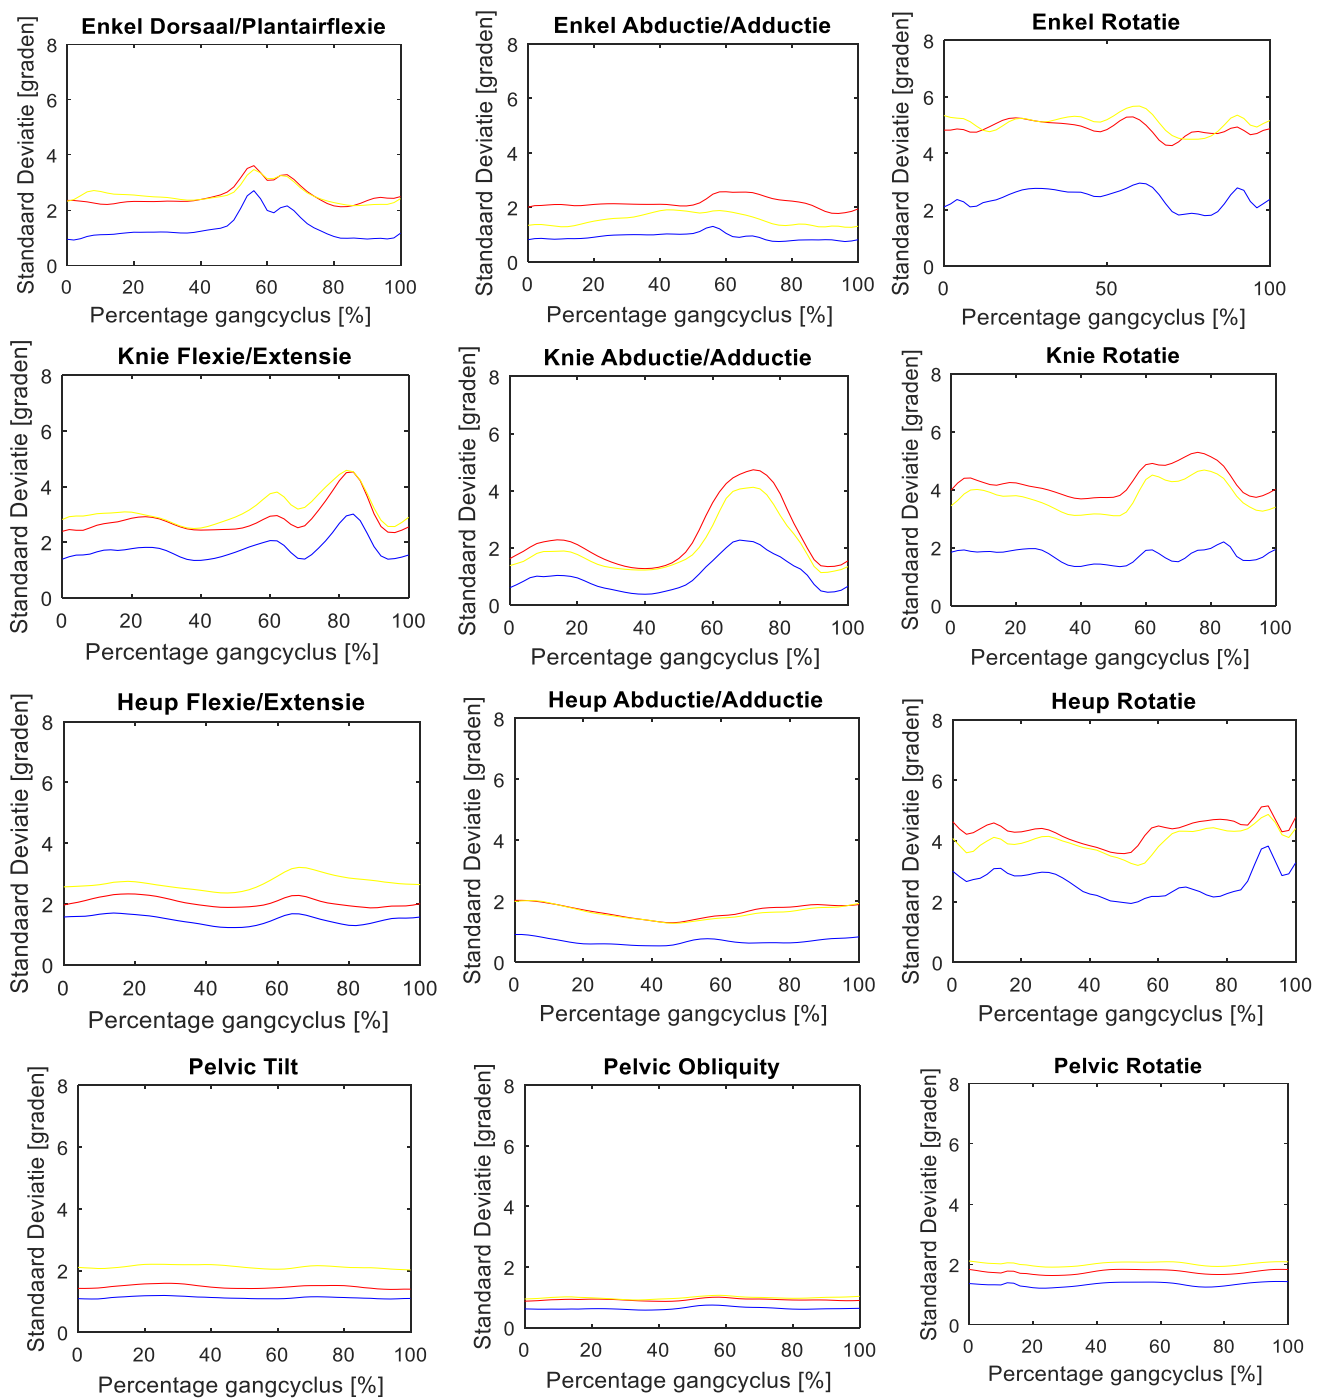 Enkel Dorsaal/Plantairflexie
Standaard Deviatie [graden]
8
6
4
2
0
0 20 40 60 80 100
Percentage gangcyclus [%]
Enkel Abductie/Adductie
Standaard Deviatie [graden]
8
6
4
2
0
0 20 40 60 80 100
Percentage gangcyclus [%]
Enkel Rotatie
Standaard Deviatie [graden]
8
6
4
2
0
0 50 100
Percentage gangcyclus [%]
Knie Flexie/Extensie
Standaard Deviatie [graden]
8
6
4
2
0
0 20 40 60 80 100
Percentage gangcyclus [%]
Knie Abductie/Adductie
Standaard Deviatie [graden]
8
6
4
2
0
0 20 40 60 80 100
Percentage gangcyclus [%]
Knie Rotatie
Standaard Deviatie [graden]
8
6
4
2
0
0 20 40 60 80 100
Percentage gangcyclus [%]
Heup Flexie/Extensie
Standaard Deviatie [graden]
8
6
4
2
0
0 20 40 60 80 100
Percentage gangcyclus [%]
Heup Abductie/Adductie
Standaard Deviatie [graden]
8
6
4
2
0
0 20 40 60 80 100
Percentage gangcyclus [%]
Heup Rotatie
Standaard Deviatie [graden]
8
6
4
2
0
0 20 40 60 80 100
Percentage gangcyclus [%]
Pelvic Tilt
Standaard Deviatie [graden]
8
6
4
2
0
0 20 40 60 80 100
Percentage gangcyclus [%]
Pelvic Obliquity
Standaard Deviatie [graden]
8
6
4
2
0
0 20 40 60 80 100
Percentage gangcyclus [%]
Pelvic Rotatie
Standaard Deviatie [graden]
8
6
4
2
0
0 20 40 60 80 100
Percentage gangcyclus [%]